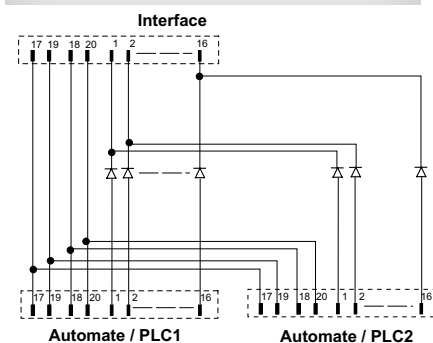 Interface
17 19 18 20 1 2 16
17 19 18 20 1 2 16
17 19 18 20 1 2 16
Automate / PLC1
Automate / PLC2